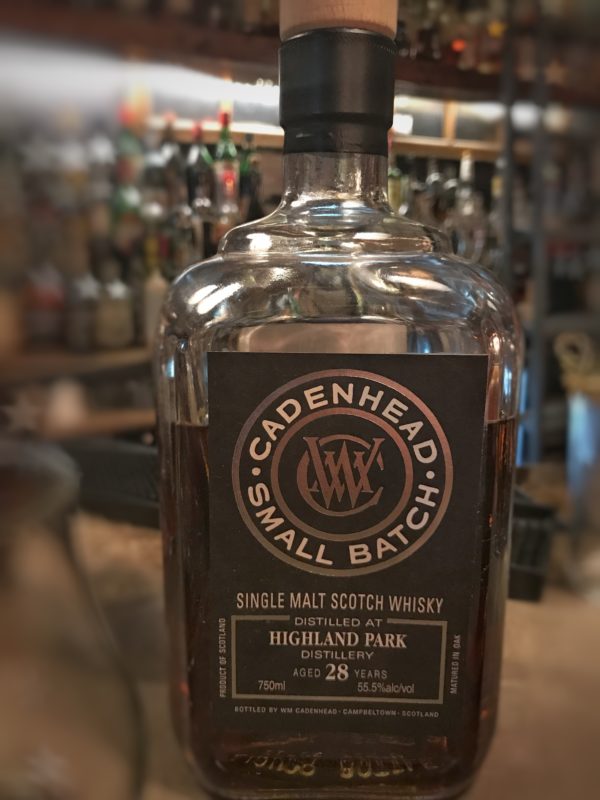 CADENHEAD
WCW
SMALL BATCH
SINGLE MALT SCOTCH WHISKY
DISTILLED AT
HIGHLAND PARK
DISTILLERY
AGED 28 YEARS
750ml 55.5%alc/vol
PRODUCT OF SCOTLAND
MATURED IN OAK
BOTTLED BY WM CADENHEAD - CAMPBELTOWN - SCOTLAND